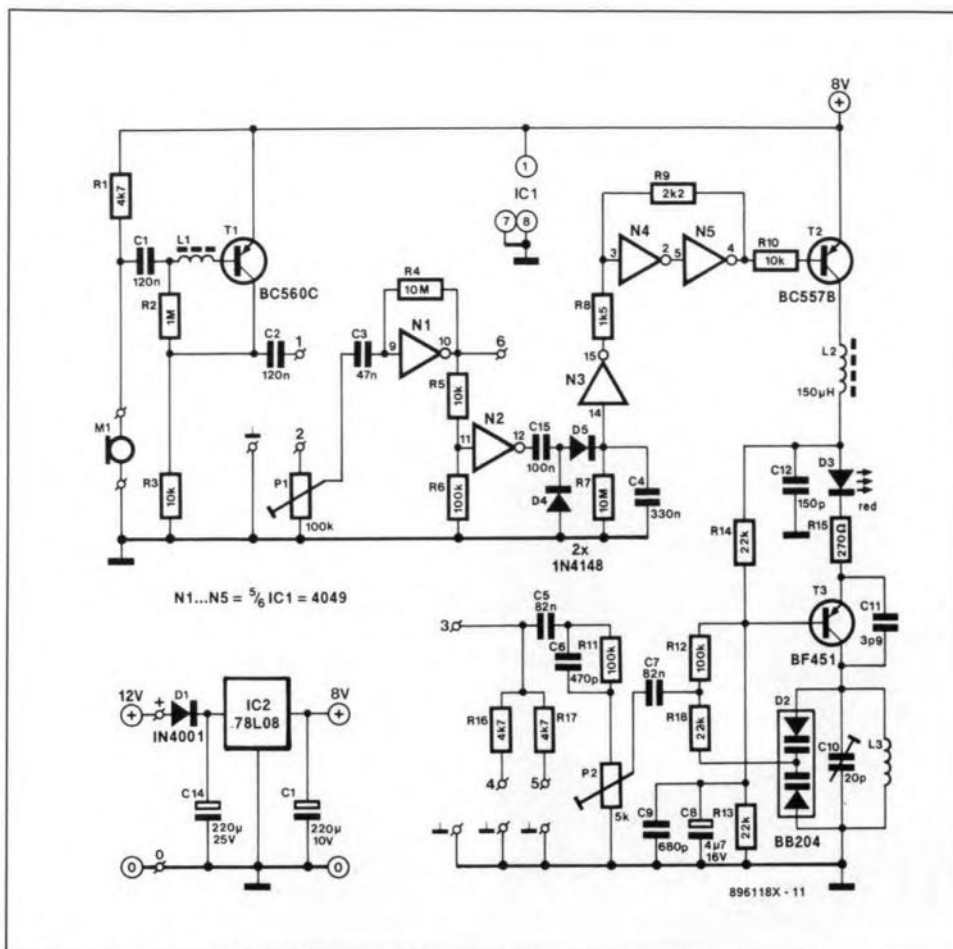 8V
+
1
IC1
7 8
R1
4k7
C1
120n
L1
T1
BC560C
R2
1M
C2
120n
1
M1
R3
10k
2
P1
100k
C3
47n
R4
10M
N1
9
10
6
R5
10k
R6
100k
N2
11
12
C15
100n
D5
D4
R7
10M
C4
330n
2x
1N4148
N3
15
14
R8
1k5
R9
2k2
N4
3
2
N5
5
4
R10
10k
T2
BC557B
L2
150μH
C12
150p
D3
red
R15
270Ω
R14
22k
T3
BF451
C11
3p9
N1...N5 = 5/6 IC1 = 4049
12V
+
+
D1
IN4001
IC2
78L08
8V
+
C14
220μ
25V
C1
220μ
10V
0
0
0
3
C5
82n
C6
470p
R11
100k
R16
4k7
R17
4k7
4
5
P2
5k
C7
82n
R12
100k
R18
22k
C9
680p
C8
4μ7
16V
R13
22k
D2
BB204
C10
20p
L3
896118X - 11